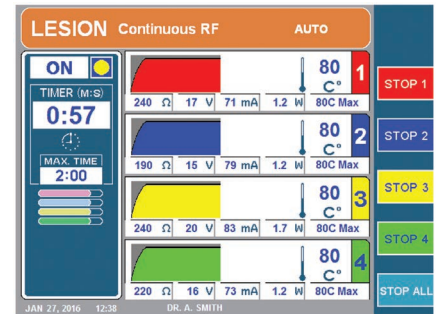 LESION Continuous RF AUTO
ON
TIMER (M:S)
0:57
MAX. TIME
2:00
80
C°
1
240 Ω 17 V 71 mA 1.2 W 80C Max
80
C°
2
190 Ω 15 V 79 mA 1.2 W 80C Max
80
C°
3
240 Ω 20 V 83 mA 1.7 W 80C Max
80
C°
4
220 Ω 16 V 73 mA 1.2 W 80C Max
STOP 1
STOP 2
STOP 3
STOP 4
STOP ALL
JAN 27, 2016 12:38 DR. A. SMITH